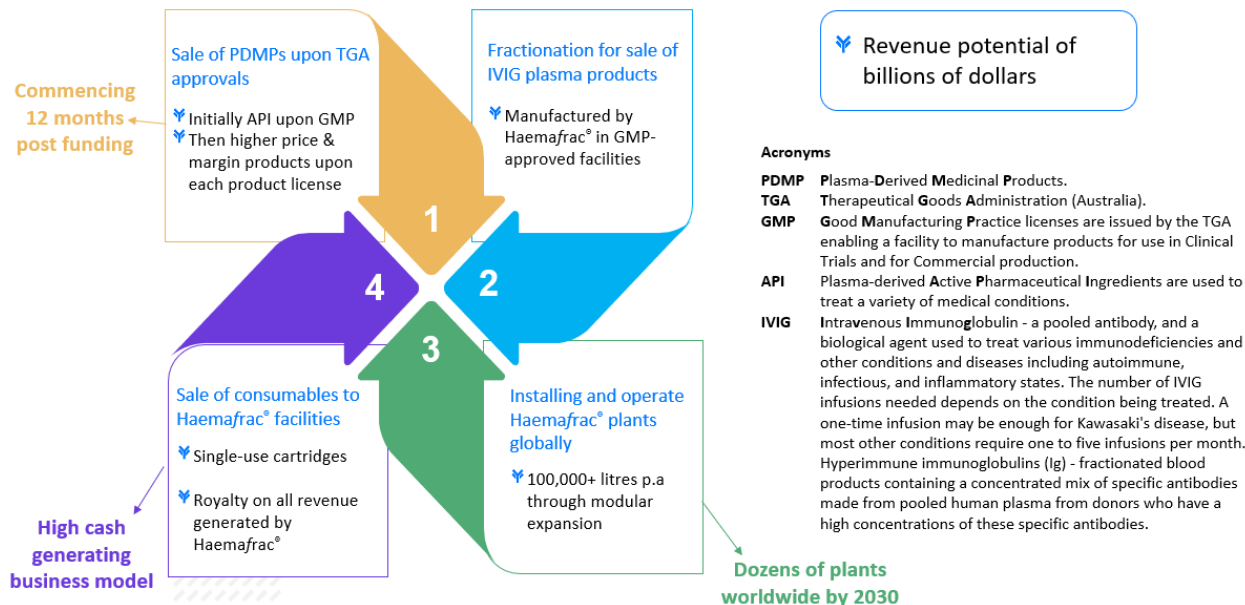 Sale of PDMPs upon TGA
approvals
Initially API upon GMP
Then higher price &
margin products upon
each product license
Commencing
12 months
post funding
1
Fractionation for sale of
IVIG plasma products
Manufactured by
Haemafrac® in GMP-
approved facilities
2
Installing and operate
Haemafrac® plants
globally
100,000+ litres p.a
through modular
expansion
Dozens of plants
worldwide by 2030
3
Sale of consumables to
Haemafrac® facilities
Single-use cartridges
Royalty on all revenue
generated by
Haemafrac®
High cash
generating
business model
4
Revenue potential of
billions of dollars
Acronyms
PDMP Plasma-Derived Medicinal Products.
TGA Therapeutical Goods Administration (Australia).
GMP Good Manufacturing Practice licenses are issued by the TGA
enabling a facility to manufacture products for use in Clinical
Trials and for Commercial production.
API Plasma-derived Active Pharmaceutical Ingredients are used to
treat a variety of medical conditions.
IVIG Intravenous Immunoglobulin - a pooled antibody, and a
biological agent used to treat various immunodeficiencies and
other conditions and diseases including autoimmune,
infectious, and inflammatory states. The number of IVIG
infusions needed depends on the condition being treated. A
one-time infusion may be enough for Kawasaki's disease, but
most other conditions require one to five infusions per month.
Hyperimmune immunoglobulins (Ig) - fractionated blood
products containing a concentrated mix of specific antibodies
made from pooled human plasma from donors who have a
high concentrations of these specific antibodies.